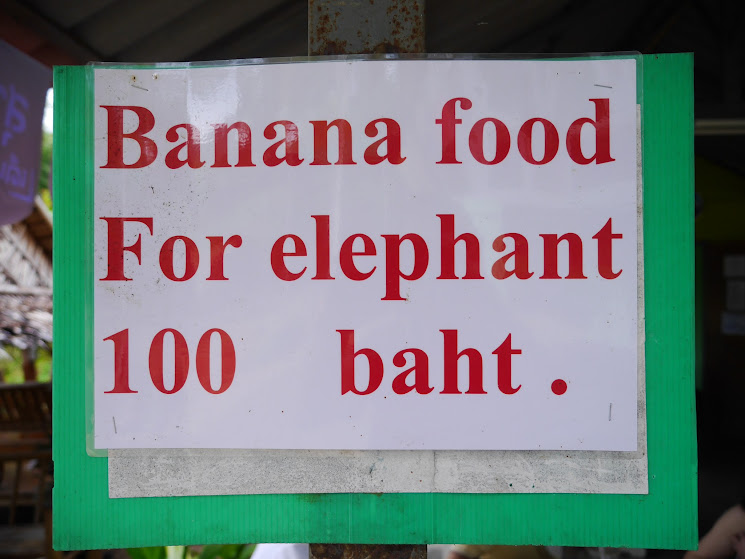 Banana food
For elephant
100 baht .